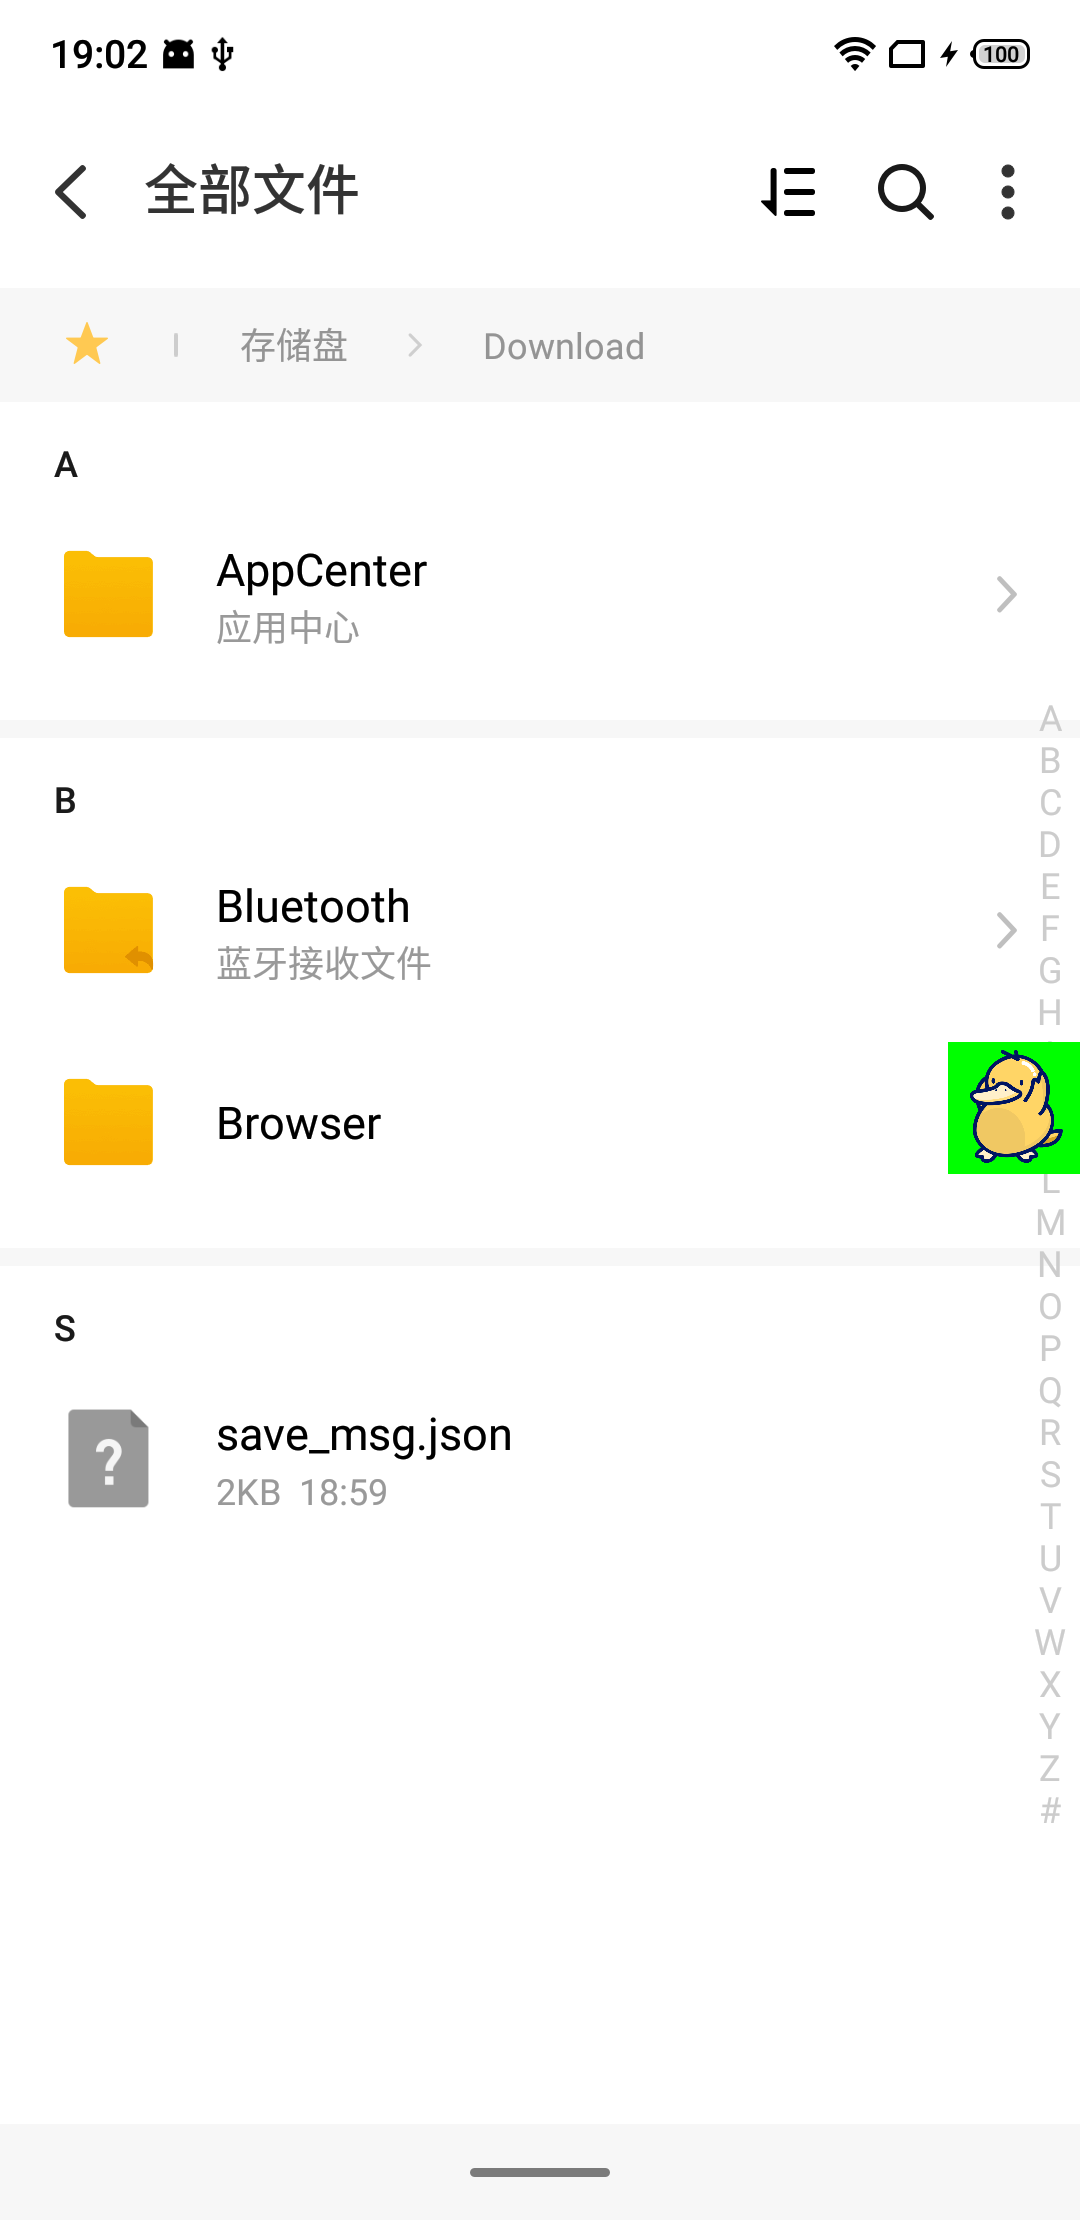 19:02
100
全部文件
存储盘 > Download
A
AppCenter
应用中心
B
Bluetooth
蓝牙接收文件
Browser
S
save_msg.json
2KB 18:59
A
B
C
D
E
F
G
H
L
M
N
O
P
Q
R
S
T
U
V
W
X
Y
Z
#